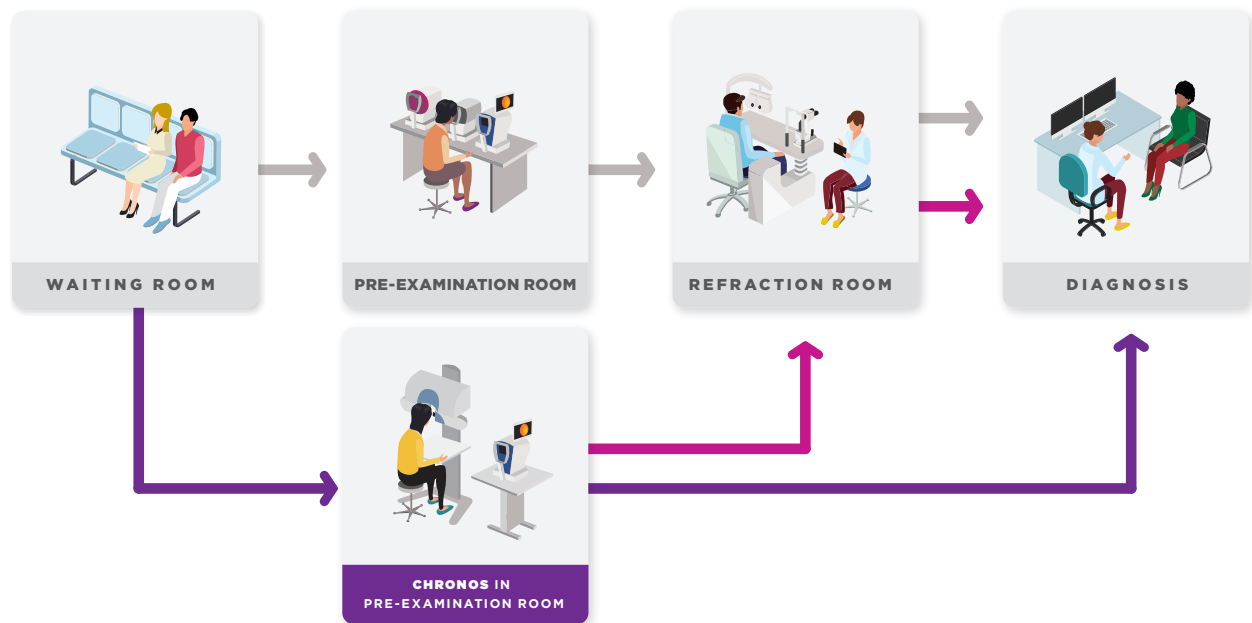 WAITING ROOM
PRE-EXAMINATION ROOM
REFRACTION ROOM
DIAGNOSIS
CHRONOS IN
PRE-EXAMINATION ROOM